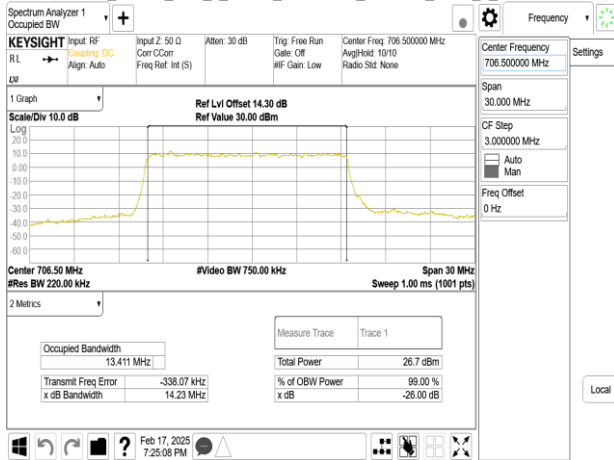 Spectrum Analyzer 1
Occupied BW
+
Frequency
KEYSIGHT
RL
Input: RF
Coupling: DC
Align: Auto
Input Z: 50 Ω
Corr CCorr
Freq Ref: Int (S)
Atten: 30 dB
Trig: Free Run
Gate: Off
#IF Gain: Low
Center Freq: 706.500000 MHz
Avg|Hold: 10/10
Radio Std: None
Center Frequency
706.500000 MHz
Settings
Span
30.000 MHz
CF Step
3.000000 MHz
Auto
Man
Freq Offset
0 Hz
Local
1 Graph
Scale/Div 10.0 dB
Ref Lvl Offset 14.30 dB
Ref Value 30.00 dBm
Log
20.0
10.0
0.00
-10.0
-20.0
-30.0
-40.0
-50.0
-60.0
Center 706.50 MHz
#Video BW 750.00 kHz
Span 30 MHz
#Res BW 220.00 kHz
Sweep 1.00 ms (1001 pts)
2 Metrics
Measure Trace
Trace 1
Occupied Bandwidth
13.411 MHz
Total Power
26.7 dBm
Transmit Freq Error
-338.07 kHz
% of OBW Power
99.00 %
x dB Bandwidth
14.23 MHz
x dB
-26.00 dB
?
Feb 17, 2025
7:25:08 PM